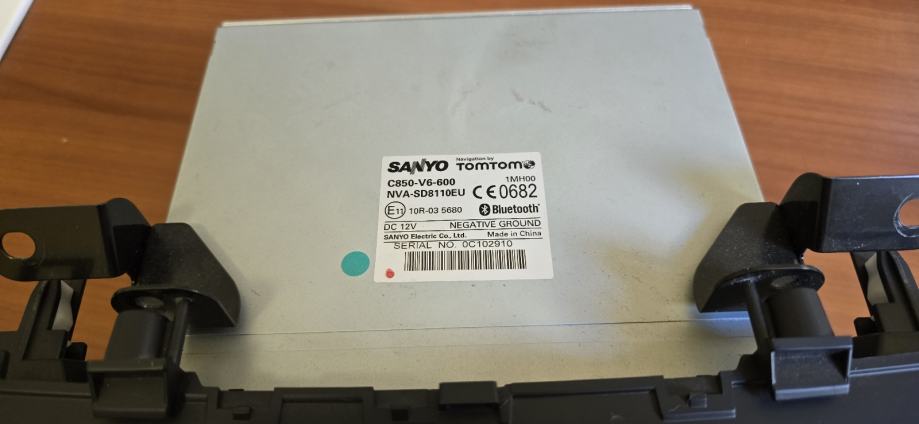 SANYO Navigation by TOMTOM
C850-V6-600 1MH00
NVA-SD8110EU CE0682
E11 10R-03 5680 Bluetooth®
DC 12V NEGATIVE GROUND
SANYO Electric Co., Ltd. Made in China
SERIAL NO. 0C102910